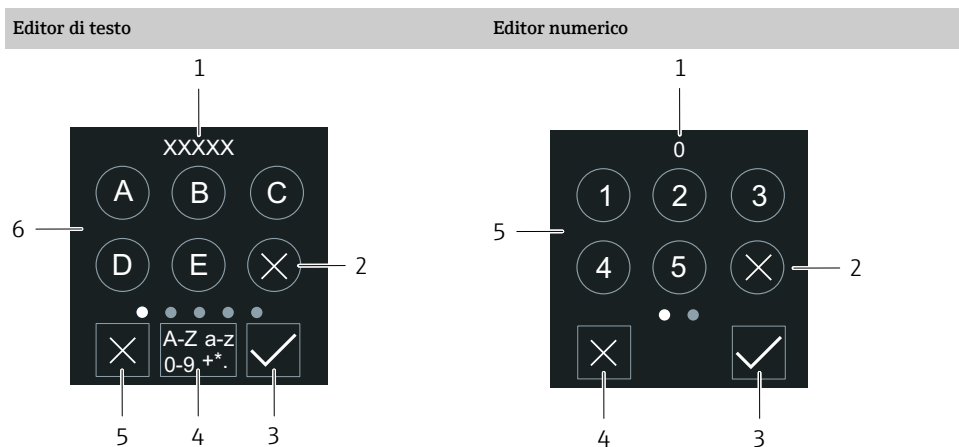 Editor di testo
1
XXXXX
A B C
6
D E
2
A-Z a-z
0-9 +*.
5 4 3
Editor numerico
1
0
1 2 3
5
4 5
2
4 3